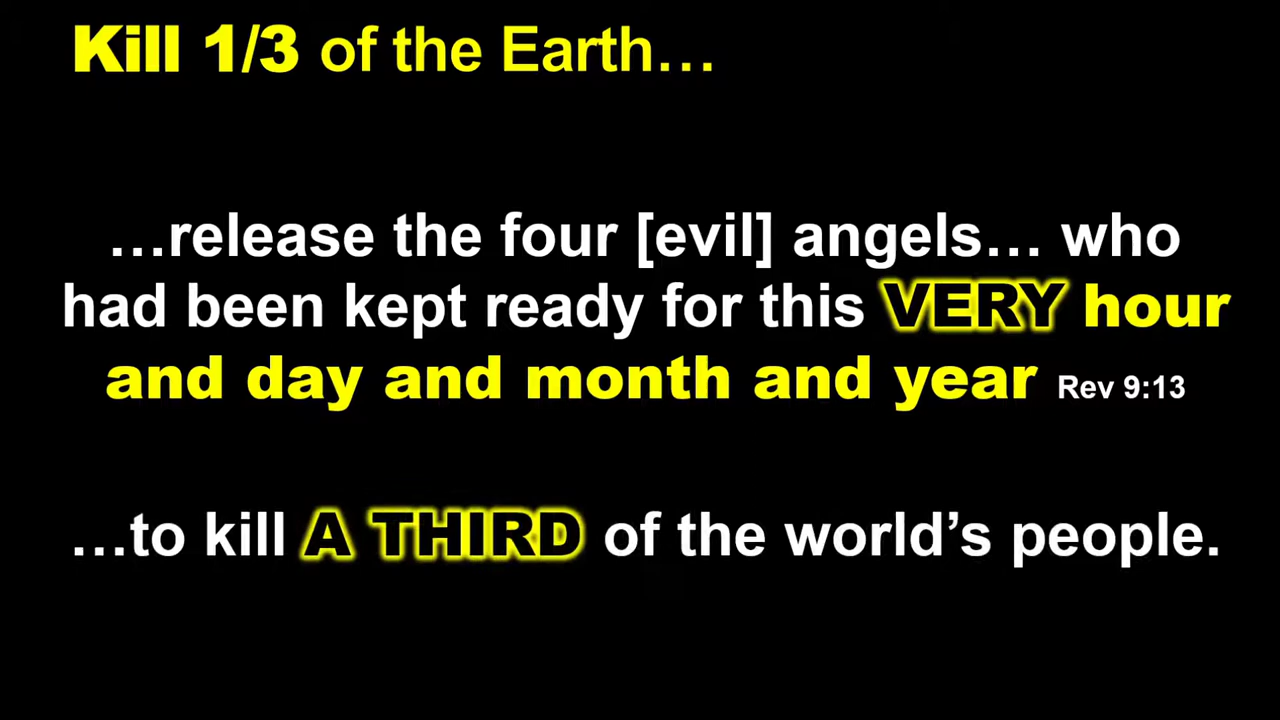 Kill 1/3 of the Earth…
…release the four [evil] angels… who
had been kept ready for this VERY hour
and day and month and year Rev 9:13
…to kill A THIRD of the world’s people.